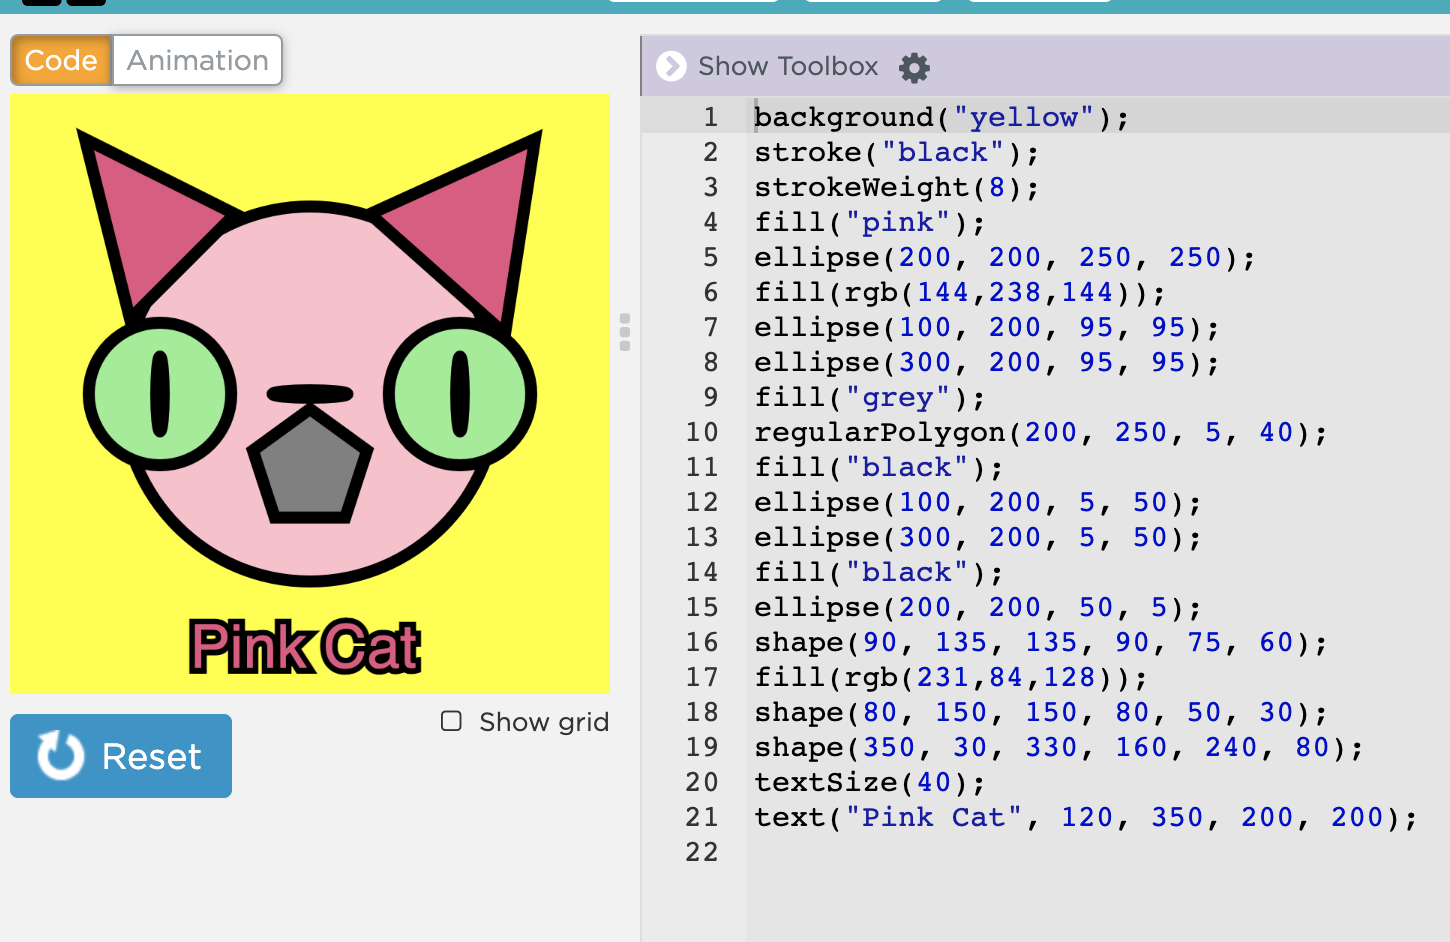 Code Animation
Show Toolbox
1 background("yellow");
2 stroke("black");
3 strokeWeight(8);
4 fill("pink");
5 ellipse(200, 200, 250, 250);
6 fill(rgb(144,238,144));
7 ellipse(100, 200, 95, 95);
8 ellipse(300, 200, 95, 95);
9 fill("grey");
10 regularPolygon(200, 250, 5, 40);
11 fill("black");
12 ellipse(100, 200, 5, 50);
13 ellipse(300, 200, 5, 50);
14 fill("black");
15 ellipse(200, 200, 50, 5);
16 shape(90, 135, 135, 90, 75, 60);
17 fill(rgb(231,84,128));
18 shape(80, 150, 150, 80, 50, 30);
19 shape(350, 30, 330, 160, 240, 80);
20 textSize(40);
21 text("Pink Cat", 120, 350, 200, 200);
22
Pink Cat
Show grid
Reset